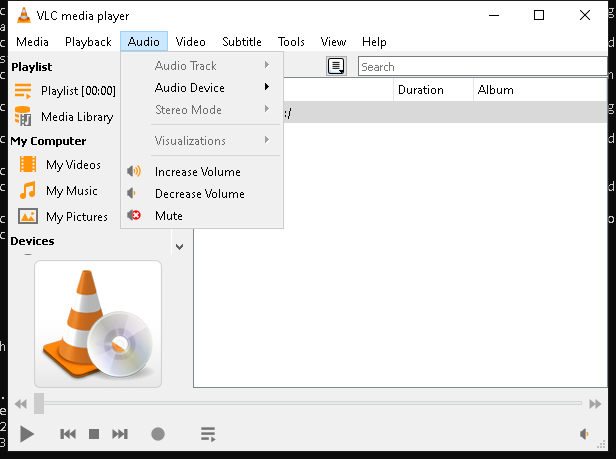 VLC media player
Media Playback Audio Video Subtitle Tools View Help
Playlist
Playlist [00:00]
Media Library
My Computer
My Videos
My Music
My Pictures
Devices
Audio Track
Audio Device
Stereo Mode
Visualizations
Increase Volume
Decrease Volume
Mute
Search
Duration Album
:/